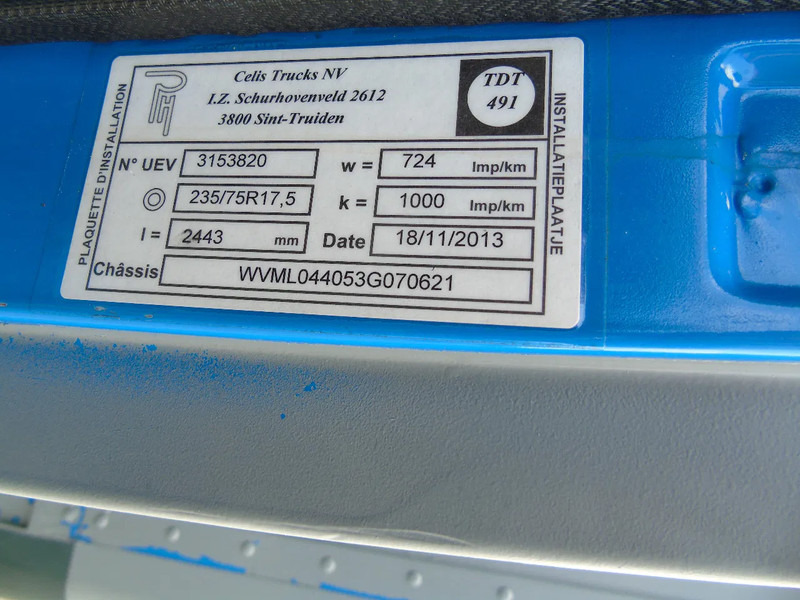 Celis Trucks NV
I.Z. Schurhovenveld 2612
3800 Sint-Truiden
TDT
491
PLAQUETTE D'INSTALLATION
INSTALLATIEPLAATJE
N° UEV 3153820 w = 724 Imp/km
235/75R17,5 k = 1000 Imp/km
l = 2443 mm Date 18/11/2013
Châssis WVML044053G070621